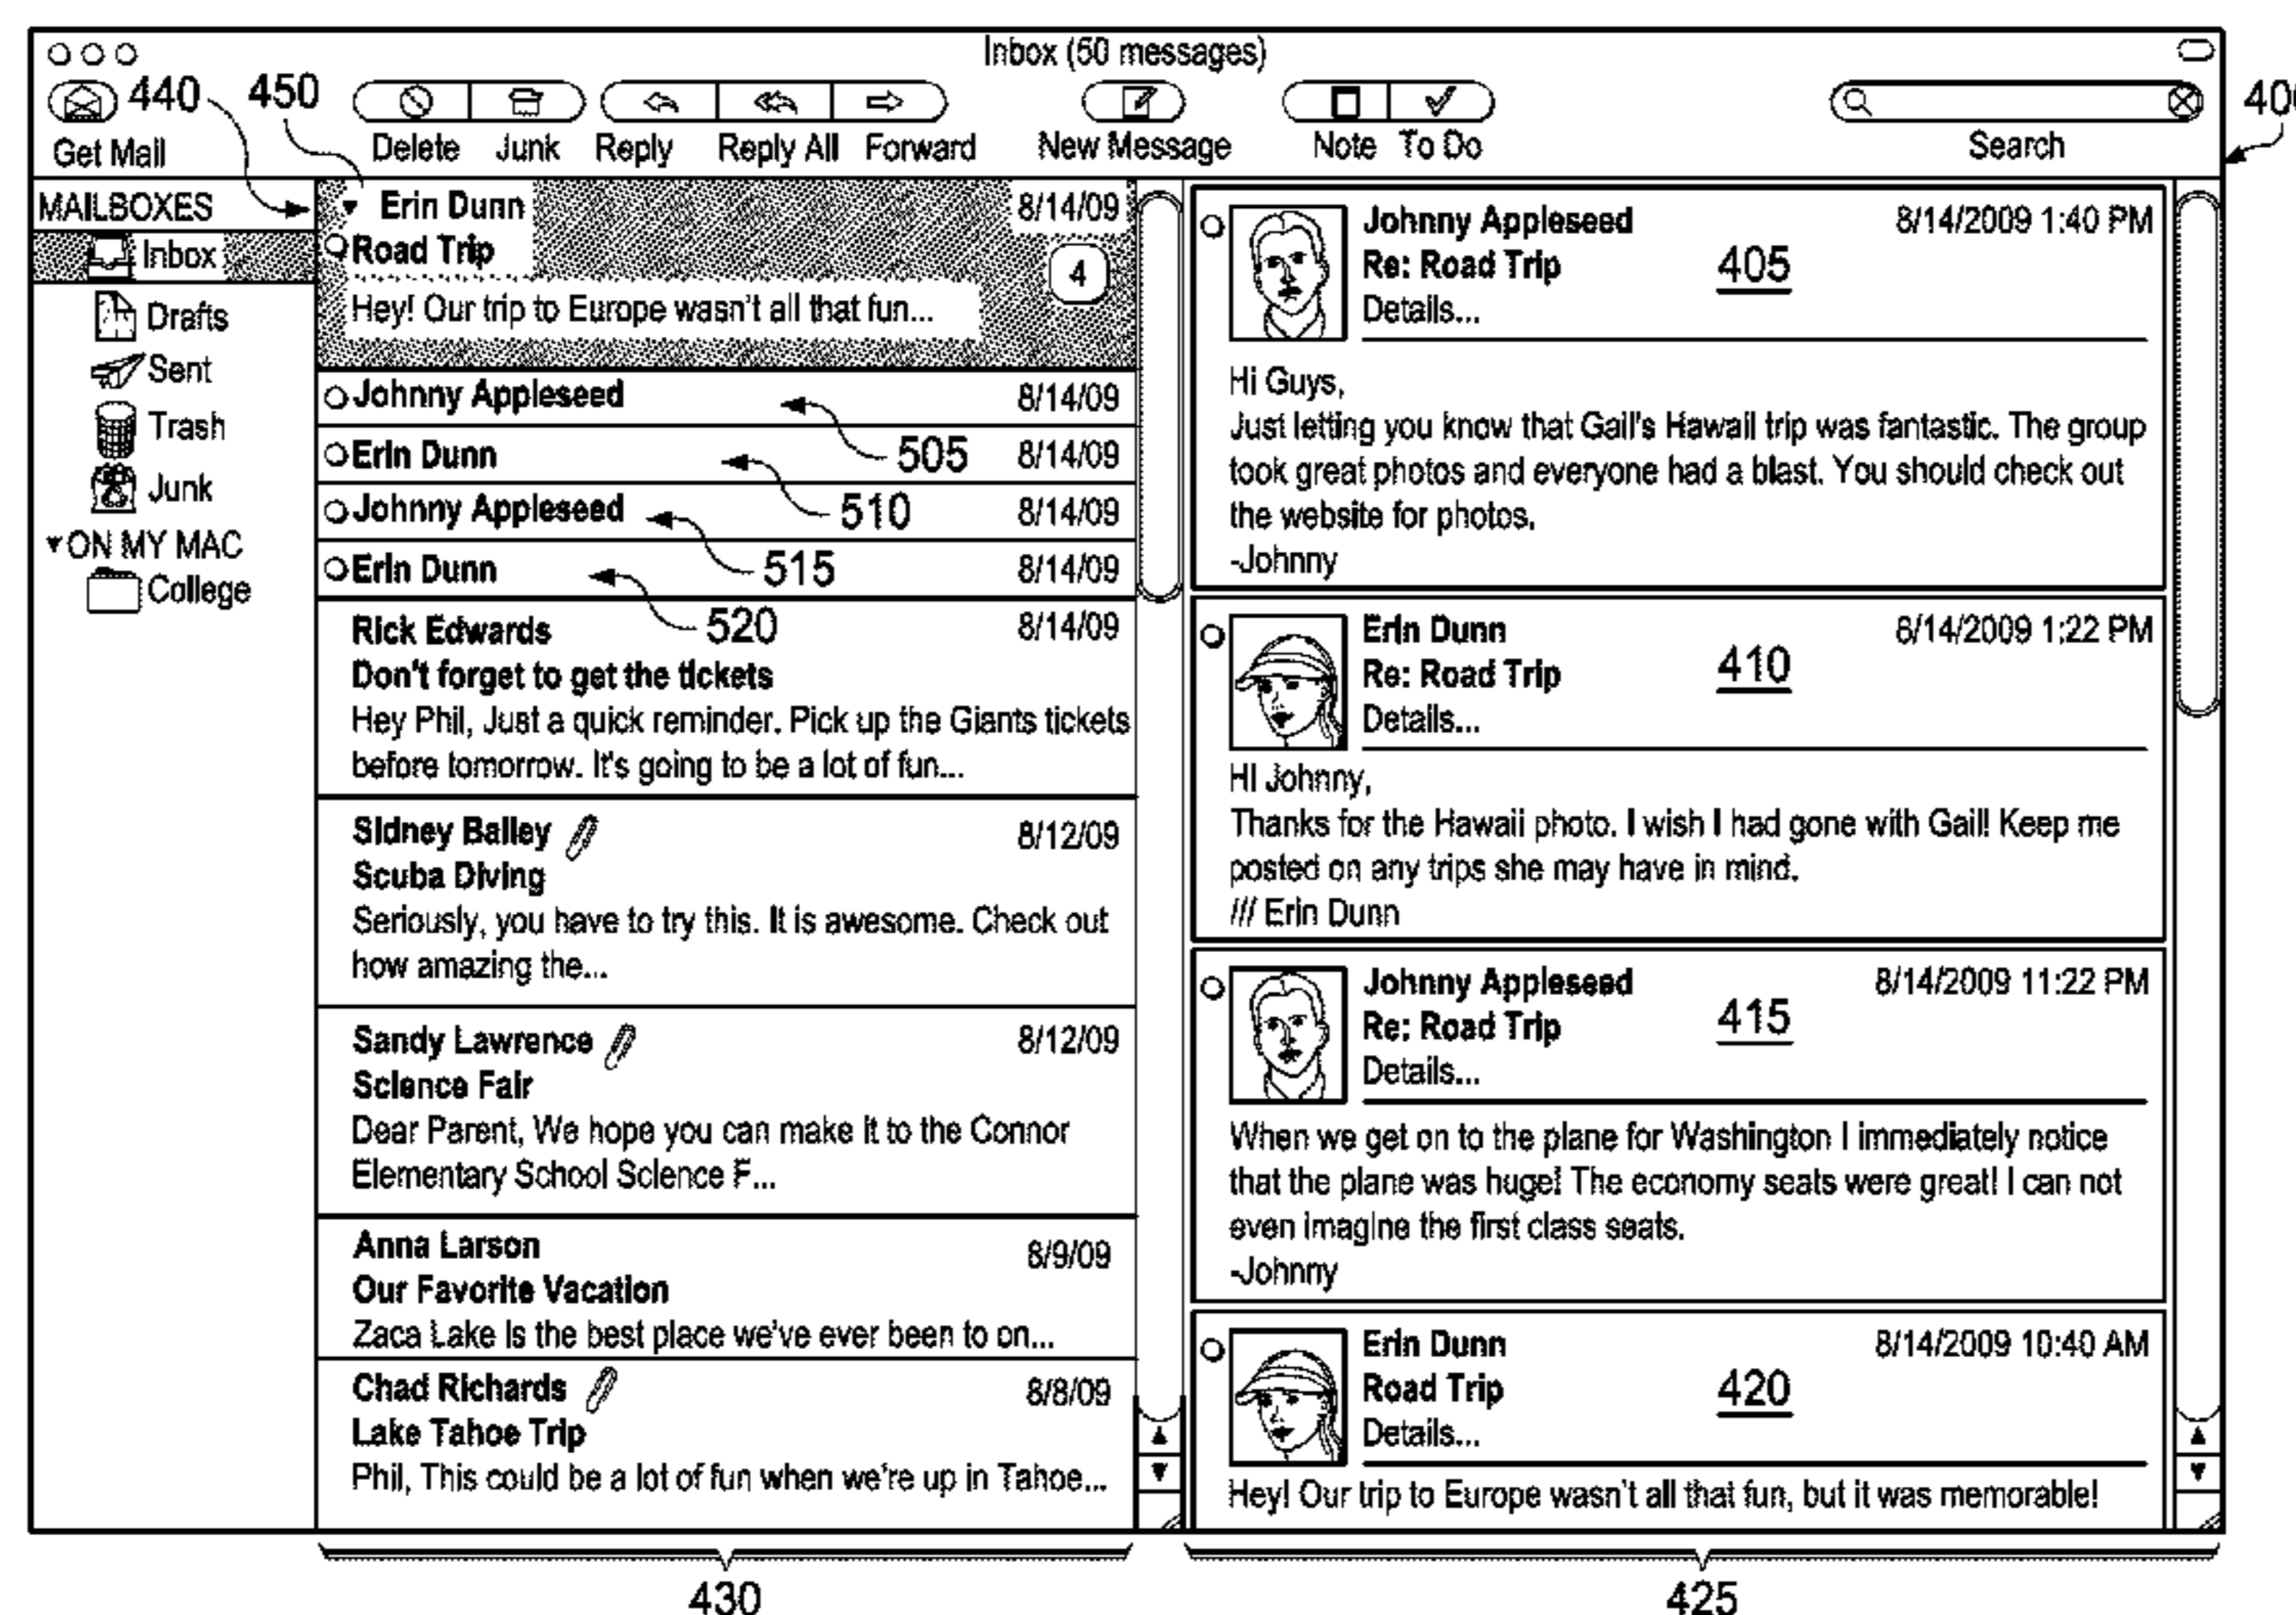 Inbox (50 messages)
440 450
Get Mail Delete Junk Reply Reply All Forward New Message Note To Do Search
MAILBOXES
Inbox
Drafts
Sent
Trash
Junk
ON MY MAC
College
Erin Dunn 8/14/09
Road Trip 4
Hey! Our trip to Europe wasn't all that fun...
Johnny Appleseed 505 8/14/09
Erin Dunn 510 8/14/09
Johnny Appleseed 515 8/14/09
Erin Dunn 520 8/14/09
Rick Edwards 8/14/09
Don't forget to get the tickets
Hey Phil, Just a quick reminder. Pick up the Giants tickets
before tomorrow. It's going to be a lot of fun...
Sidney Bailey 8/12/09
Scuba Diving
Seriously, you have to try this. It is awesome. Check out
how amazing the...
Sandy Lawrence 8/12/09
Science Fair
Dear Parent, We hope you can make it to the Connor
Elementary School Science F...
Anna Larson 8/9/09
Our Favorite Vacation
Zaca Lake is the best place we've ever been to on...
Chad Richards 8/8/09
Lake Tahoe Trip
Phil, This could be a lot of fun when we're up in Tahoe...
430
Johnny Appleseed 8/14/2009 1:40 PM
Re: Road Trip 405
Details...
Hi Guys,
Just letting you know that Gail's Hawaii trip was fantastic. The group
took great photos and everyone had a blast. You should check out
the website for photos.
-Johnny
Erin Dunn 8/14/2009 1:22 PM
Re: Road Trip 410
Details...
Hi Johnny,
Thanks for the Hawaii photo. I wish I had gone with Gail! Keep me
posted on any trips she may have in mind.
/// Erin Dunn
Johnny Appleseed 8/14/2009 11:22 PM
Re: Road Trip 415
Details...
When we get on to the plane for Washington I immediately notice
that the plane was huge! The economy seats were great! I can not
even imagine the first class seats.
-Johnny
Erin Dunn 8/14/2009 10:40 AM
Road Trip 420
Details...
Hey! Our trip to Europe wasn't all that fun, but it was memorable!
425